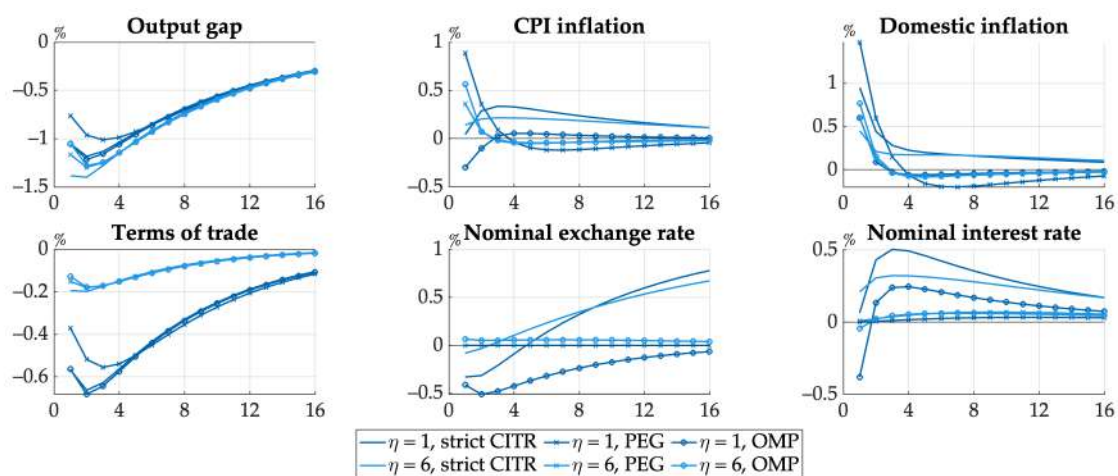 Output gap
CPI inflation
Domestic inflation
%
0
−0.5
−1
−1.5
0 4 8 12 16
%
1
0.5
0
−0.5
0 4 8 12 16
%
1
0.5
0
0 4 8 12 16
Terms of trade
Nominal exchange rate
Nominal interest rate
%
0
−0.2
−0.4
−0.6
0 4 8 12 16
%
1
0.5
0
−0.5
0 4 8 12 16
%
0.5
0
−0.5
0 4 8 12 16
η = 1, strict CITR η = 1, PEG η = 1, OMP
η = 6, strict CITR η = 6, PEG η = 6, OMP